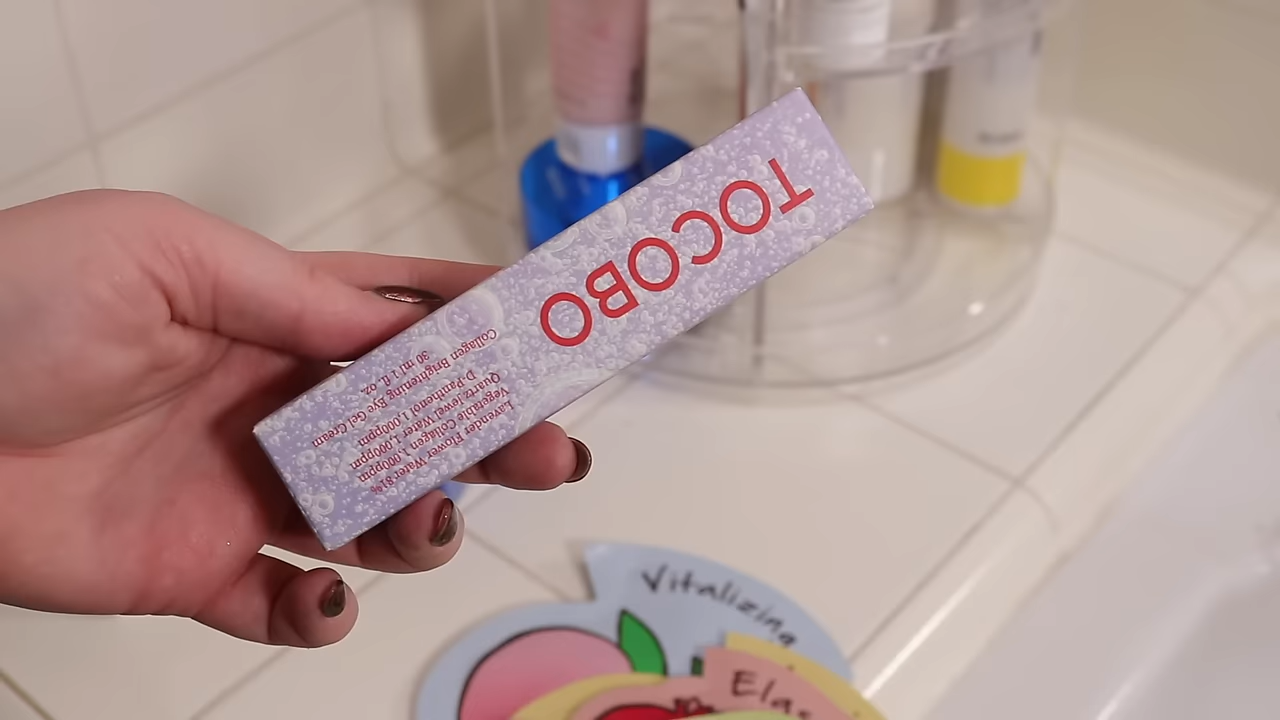 TOCOBO
Lavender Flower Water 81%
Vegetable Collagen 1,000ppm
Quartz Jewel Water 1,000ppm
D-Panthenol 1,000ppm
Collagen Brightening Eye Gel Cream
30 ml / 1 fl. oz.
Vitalizing